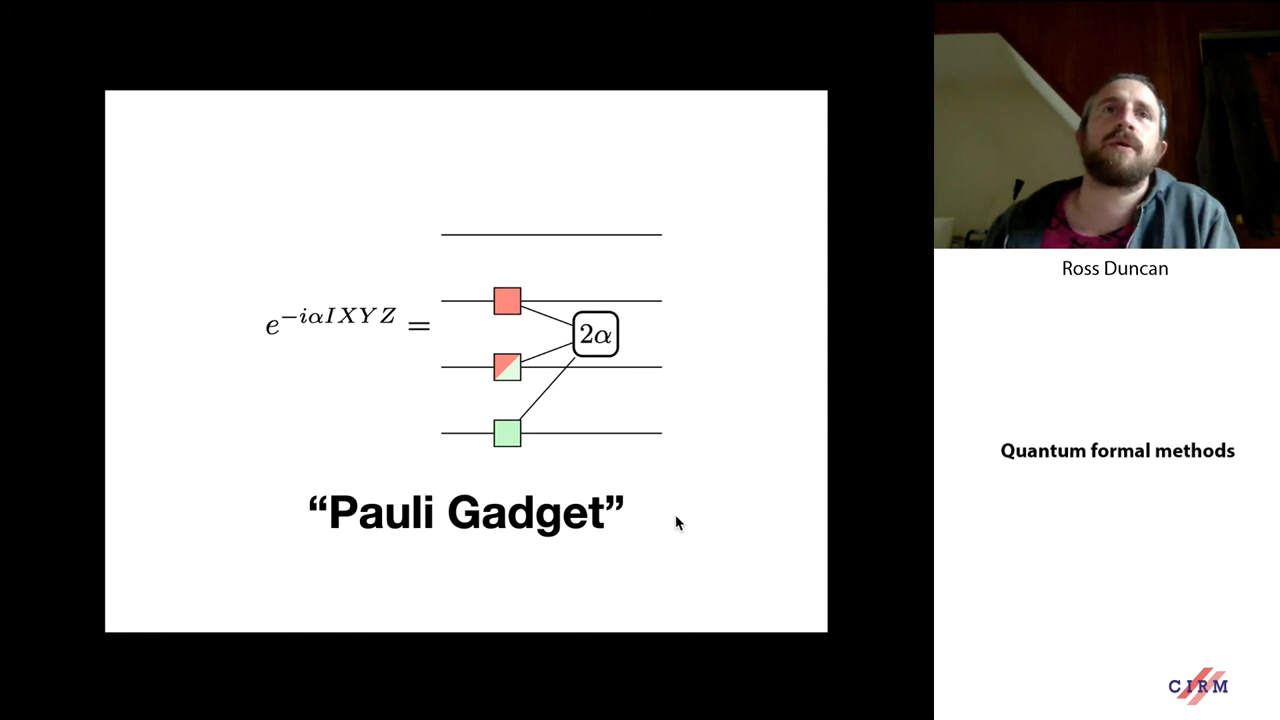 e^{-iαIXYZ} =
2α
“Pauli Gadget”
Ross Duncan
Quantum formal methods
CIRM